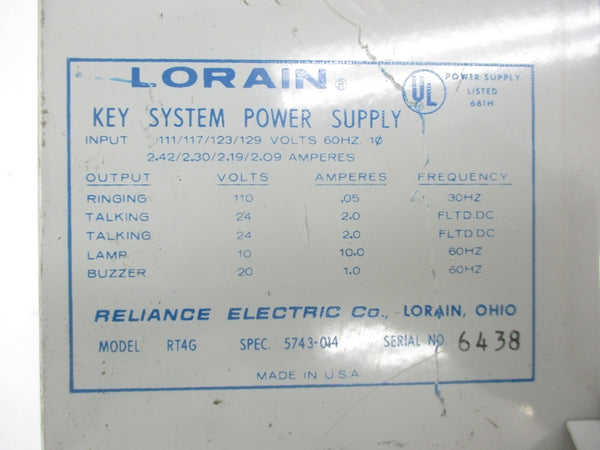 LORAIN®
UL POWER SUPPLY
LISTED
661H
KEY SYSTEM POWER SUPPLY
INPUT 111/117/123/129 VOLTS 60HZ. 1Ø
2.42/2.30/2.19/2.09 AMPERES
OUTPUT VOLTS AMPERES FREQUENCY
RINGING 110 .05 30HZ
TALKING 24 2.0 FLTD.DC
TALKING 24 2.0 FLTD.DC
LAMP 10 10.0 60HZ
BUZZER 20 1.0 60HZ
RELIANCE ELECTRIC Co., LORAIN, OHIO
MODEL RT4G SPEC. 5743-014 SERIAL NO. 6438
MADE IN U.S.A.